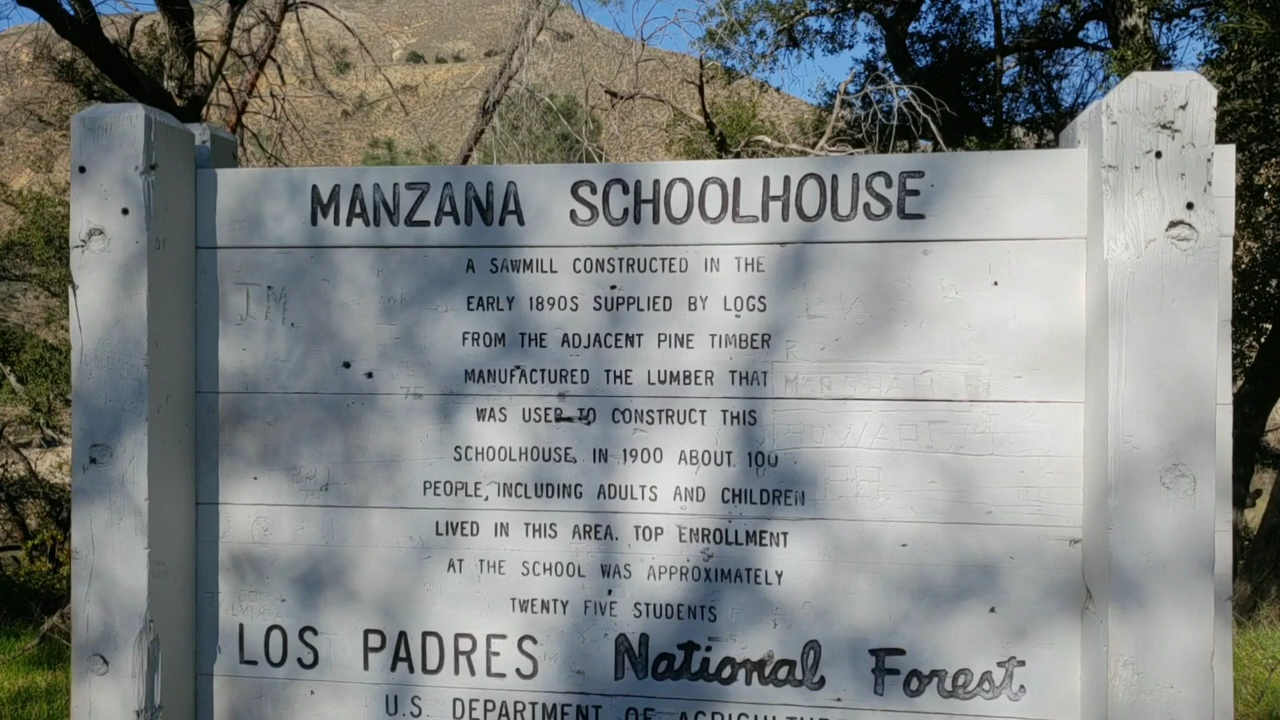 MANZANA SCHOOLHOUSE
A SAWMILL CONSTRUCTED IN THE
EARLY 1890S SUPPLIED BY LOGS
FROM THE ADJACENT PINE TIMBER
MANUFACTURED THE LUMBER THAT
WAS USED TO CONSTRUCT THIS
SCHOOLHOUSE, IN 1900 ABOUT 100
PEOPLE, INCLUDING ADULTS AND CHILDREN
LIVED IN THIS AREA. TOP ENROLLMENT
AT THE SCHOOL WAS APPROXIMATELY
TWENTY FIVE STUDENTS
LOS PADRES National Forest
U.S. DEPARTMENT OF